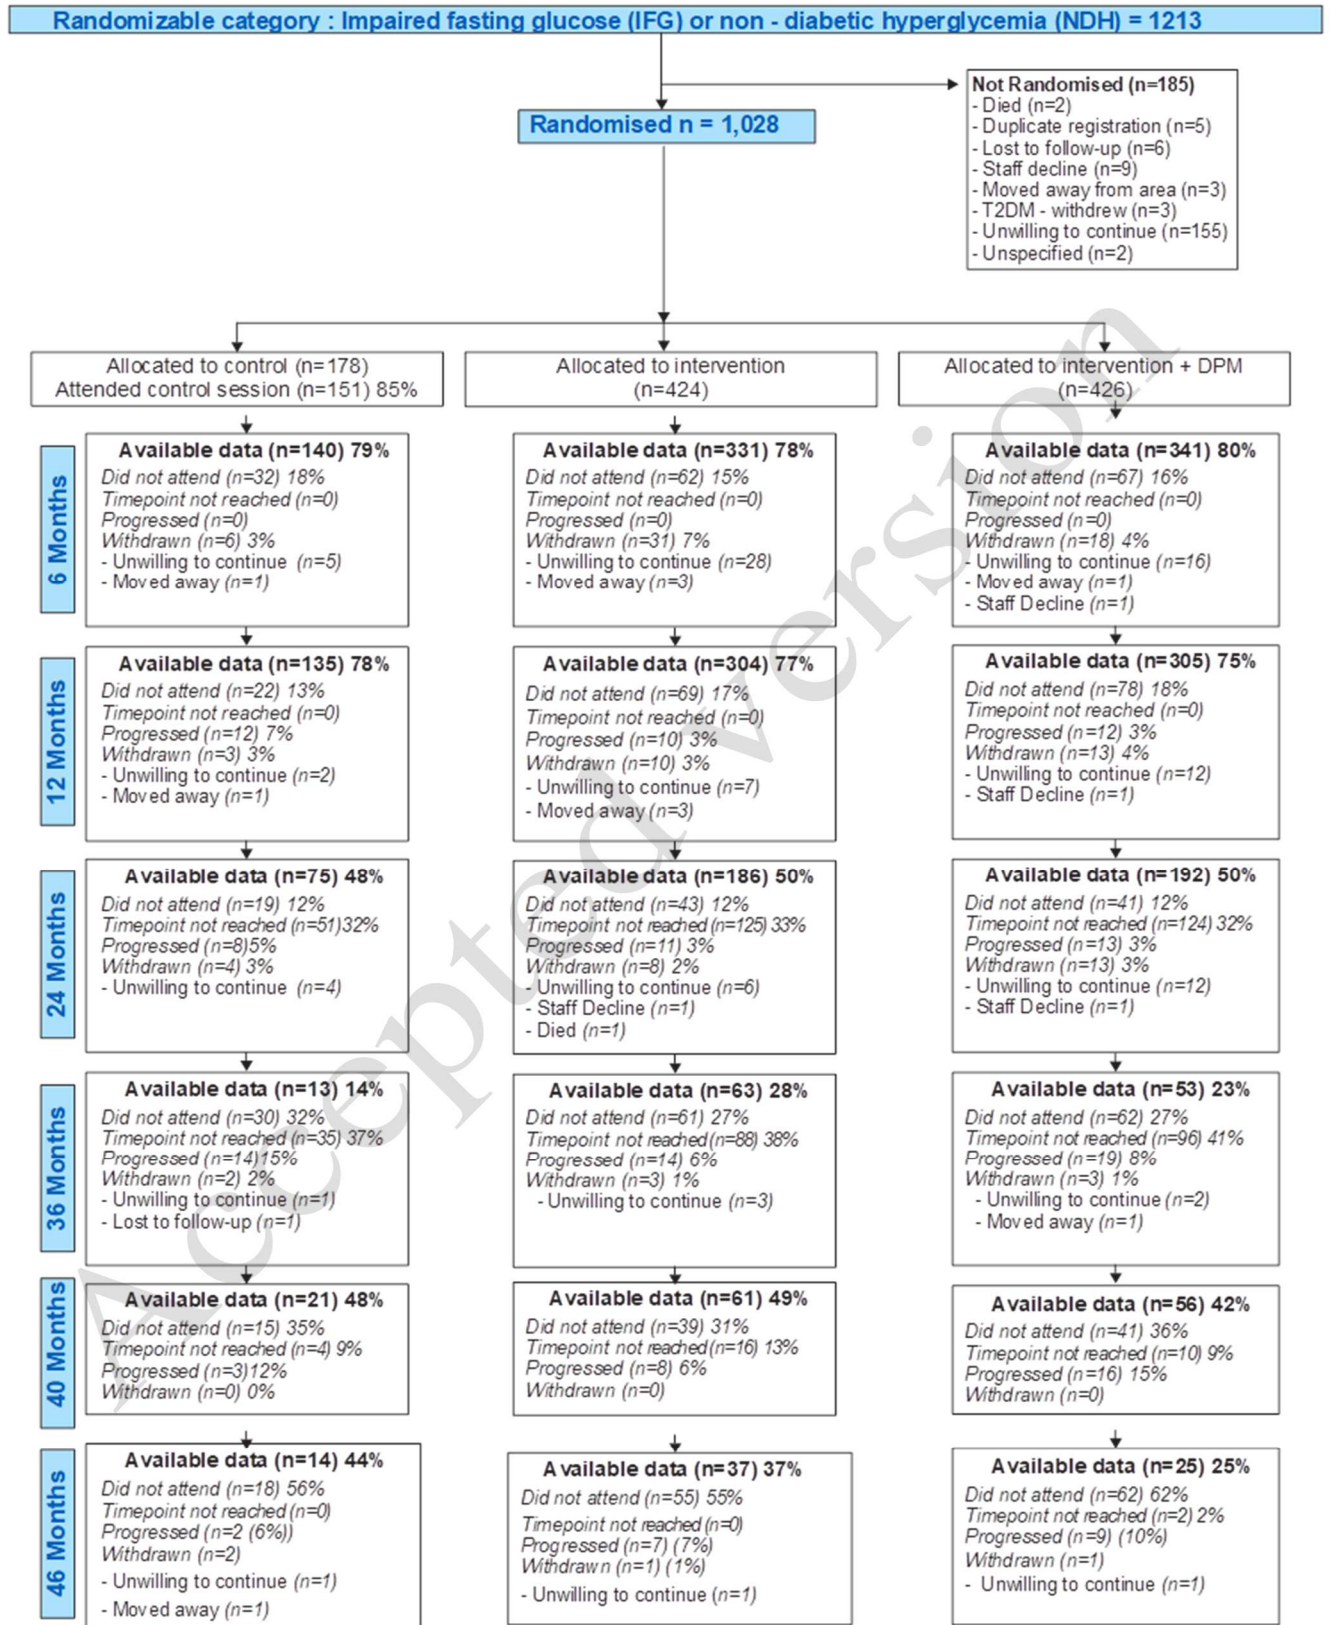 Randomizable category : Impaired fasting glucose (IFG) or non - diabetic hyperglycemia (NDH) = 1213
Not Randomised (n=185)
- Died (n=2)
- Duplicate registration (n=5)
- Lost to follow-up (n=6)
- Staff decline (n=9)
- Moved away from area (n=3)
- T2DM - withdrew (n=3)
- Unwilling to continue (n=155)
- Unspecified (n=2)
Randomised n = 1,028
Allocated to control (n=178)
Attended control session (n=151) 85%
Allocated to intervention
(n=424)
Allocated to intervention + DPM
(n=426)
6 Months
Available data (n=140) 79%
Did not attend (n=32) 18%
Timepoint not reached (n=0)
Progressed (n=0)
Withdrawn (n=6) 3%
- Unwilling to continue (n=5)
- Moved away (n=1)
Available data (n=331) 78%
Did not attend (n=62) 15%
Timepoint not reached (n=0)
Progressed (n=0)
Withdrawn (n=31) 7%
- Unwilling to continue (n=28)
- Moved away (n=3)
Available data (n=341) 80%
Did not attend (n=67) 16%
Timepoint not reached (n=0)
Progressed (n=0)
Withdrawn (n=18) 4%
- Unwilling to continue (n=16)
- Moved away (n=1)
- Staff Decline (n=1)
12 Months
Available data (n=135) 78%
Did not attend (n=22) 13%
Timepoint not reached (n=0)
Progressed (n=12) 7%
Withdrawn (n=3) 3%
- Unwilling to continue (n=2)
- Moved away (n=1)
Available data (n=304) 77%
Did not attend (n=69) 17%
Timepoint not reached (n=0)
Progressed (n=10) 3%
Withdrawn (n=10) 3%
- Unwilling to continue (n=7)
- Moved away (n=3)
Available data (n=305) 75%
Did not attend (n=78) 18%
Timepoint not reached (n=0)
Progressed (n=12) 3%
Withdrawn (n=13) 4%
- Unwilling to continue (n=12)
- Staff Decline (n=1)
24 Months
Available data (n=75) 48%
Did not attend (n=19) 12%
Timepoint not reached (n=51)32%
Progressed (n=8)5%
Withdrawn (n=4) 3%
- Unwilling to continue (n=4)
Available data (n=186) 50%
Did not attend (n=43) 12%
Timepoint not reached (n=125) 33%
Progressed (n=11) 3%
Withdrawn (n=8) 2%
- Unwilling to continue (n=6)
- Staff Decline (n=1)
- Died (n=1)
Available data (n=192) 50%
Did not attend (n=41) 12%
Timepoint not reached (n=124) 32%
Progressed (n=13) 3%
Withdrawn (n=13) 3%
- Unwilling to continue (n=12)
- Staff Decline (n=1)
36 Months
Available data (n=13) 14%
Did not attend (n=30) 32%
Timepoint not reached (n=35) 37%
Progressed (n=14)15%
Withdrawn (n=2) 2%
- Unwilling to continue (n=1)
- Lost to follow-up (n=1)
Available data (n=63) 28%
Did not attend (n=61) 27%
Timepoint not reached(n=88) 38%
Progressed (n=14) 6%
Withdrawn (n=3) 1%
- Unwilling to continue (n=3)
Available data (n=53) 23%
Did not attend (n=62) 27%
Timepoint not reached (n=96) 41%
Progressed (n=19) 8%
Withdrawn (n=3) 1%
- Unwilling to continue (n=2)
- Moved away (n=1)
40 Months
Available data (n=21) 48%
Did not attend (n=15) 35%
Timepoint not reached (n=4) 9%
Progressed (n=3)12%
Withdrawn (n=0) 0%
Available data (n=61) 49%
Did not attend (n=39) 31%
Timepoint not reached(n=16) 13%
Progressed (n=8) 6%
Withdrawn (n=0)
Available data (n=56) 42%
Did not attend (n=41) 36%
Timepoint not reached (n=10) 9%
Progressed (n=16) 15%
Withdrawn (n=0)
46 Months
Available data (n=14) 44%
Did not attend (n=18) 56%
Timepoint not reached (n=0)
Progressed (n=2 (6%))
Withdrawn (n=2)
- Unwilling to continue (n=1)
- Moved away (n=1)
Available data (n=37) 37%
Did not attend (n=55) 55%
Timepoint not reached (n=0)
Progressed (n=7) (7%)
Withdrawn (n=1) (1%)
- Unwilling to continue (n=1)
Available data (n=25) 25%
Did not attend (n=62) 62%
Timepoint not reached (n=2) 2%
Progressed (n=9) (10%)
Withdrawn (n=1)
- Unwilling to continue (n=1)
Accepted version